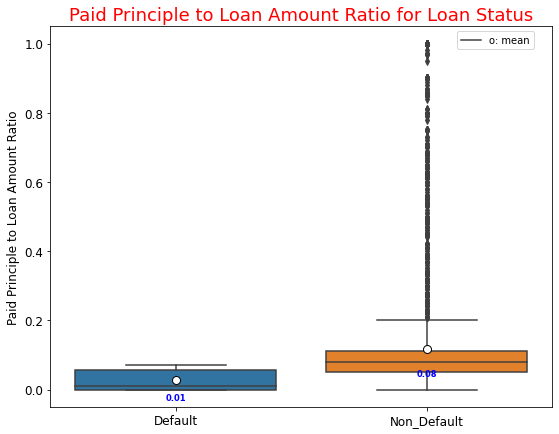 Paid Principle to Loan Amount Ratio for Loan Status
o: mean
Paid Principle to Loan Amount Ratio
1.0
0.8
0.6
0.4
0.2
0.0
0.08
0.01
Default
Non_Default